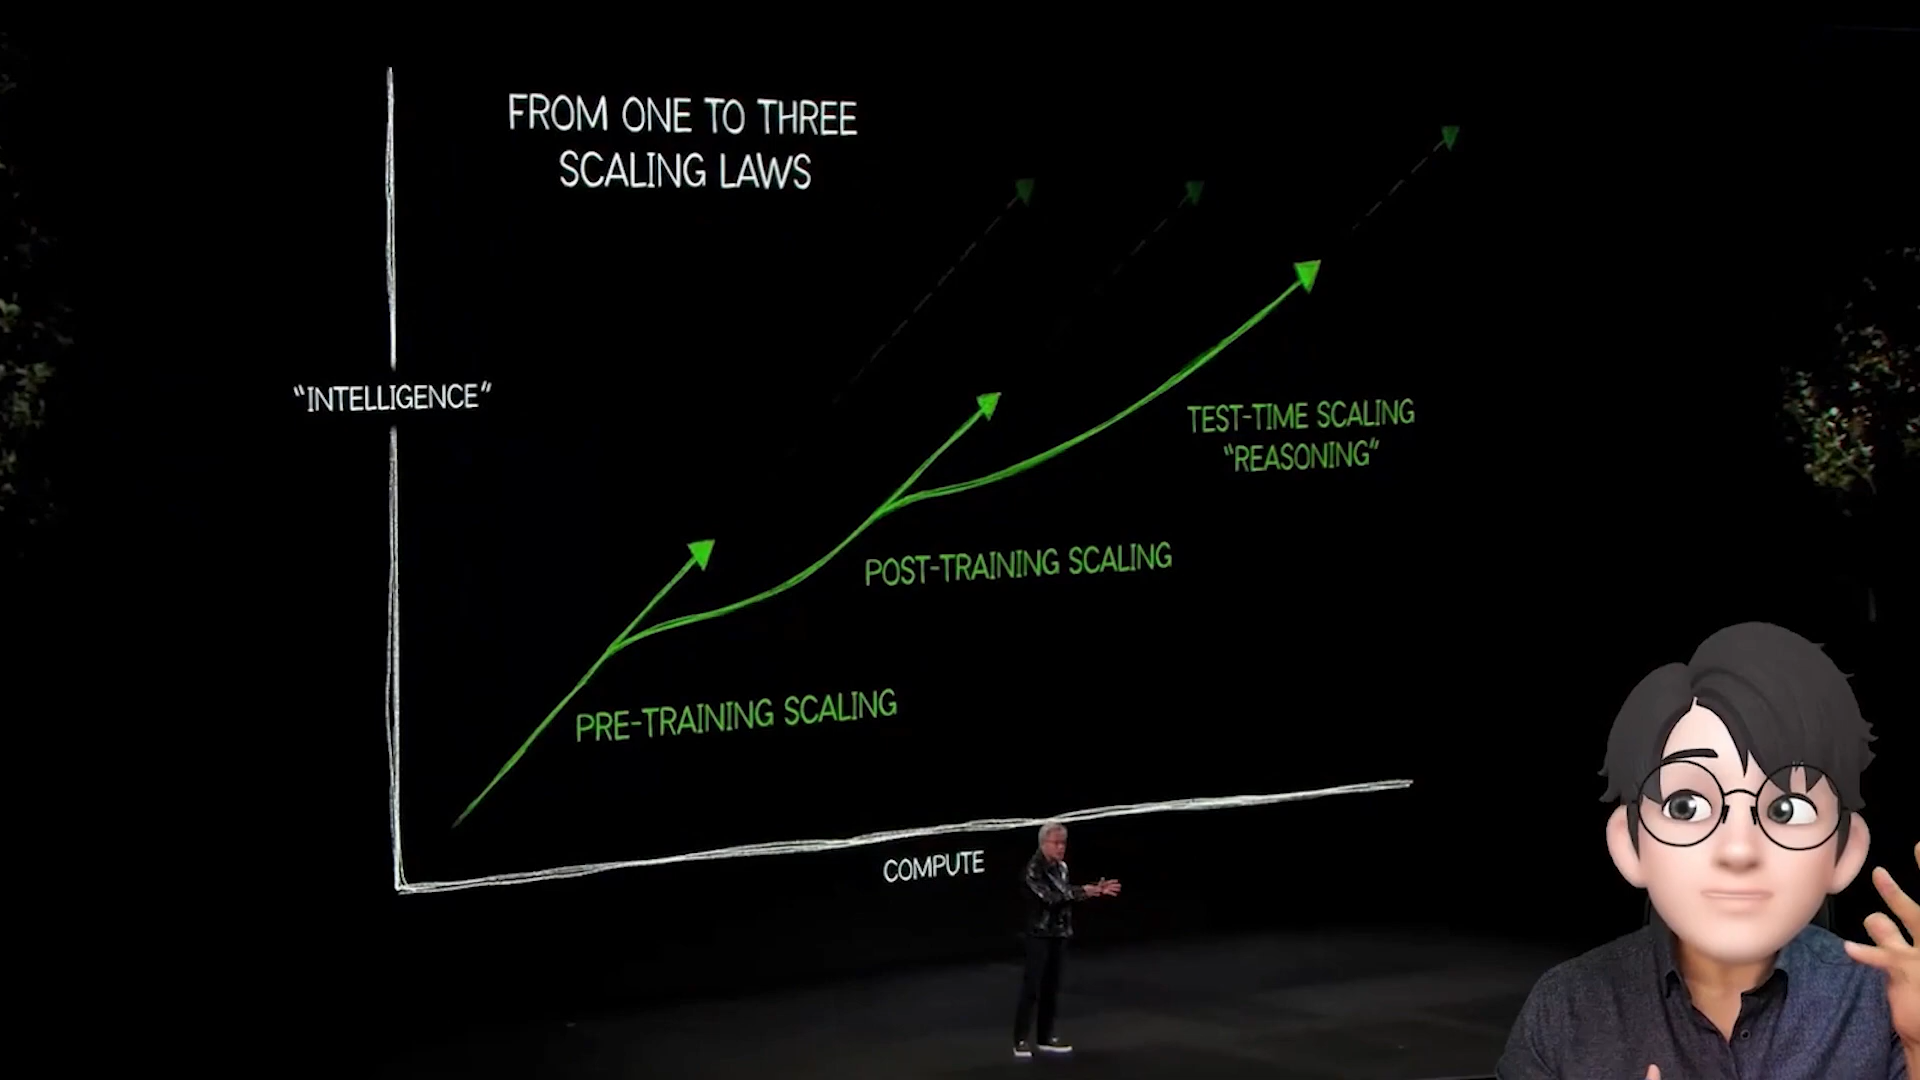 FROM ONE TO THREE
SCALING LAWS
"INTELLIGENCE"
TEST-TIME SCALING
"REASONING"
POST-TRAINING SCALING
PRE-TRAINING SCALING
COMPUTE